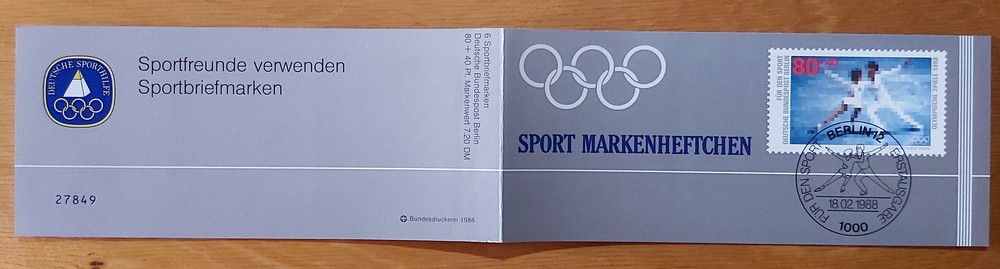 DEUTSCHE SPORTHILFE
Sportfreunde verwenden
Sportbriefmarken
27849
6 Sportbriefmarken
Deutsche Bundespost Berlin
80 + 40 Pf, Markenwert 7,20 DM
Bundesdruckerei 1988
SPORT MARKENHEFTCHEN
80
FÜR DEN SPORT
DEUTSCHE BUNDESPOST BERLIN
OLYMPISCHE SPIELE 1988
BERLIN 12
FÜR DEN SPORT
ERSTAUSGABE
18.02.1988
1000